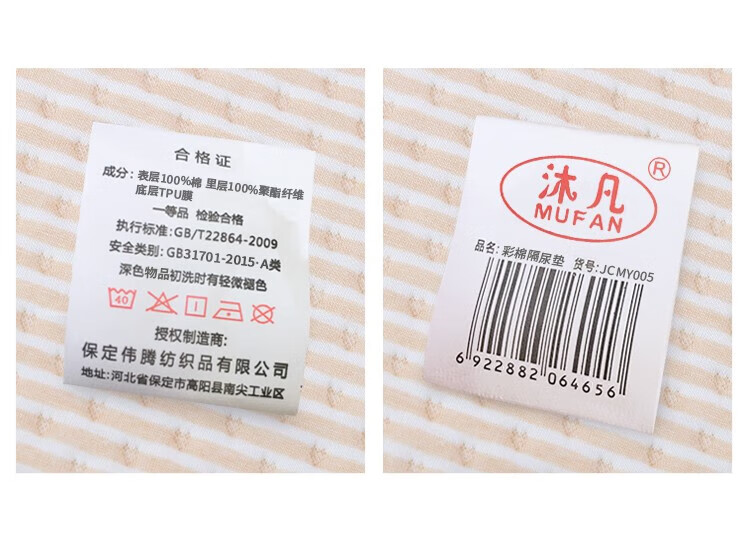 合格证
成分: 表层100%棉 里层100%聚酯纤维
底层TPU膜
一等品 检验合格
执行标准:GB/T22864-2009
安全类别:GB31701-2015·A类
深色物品初洗时有轻微褪色
40
授权制造商:
保定伟腾纺织品有限公司
地址:河北省保定市高阳县南尖工业区
沐凡
MUFAN
®
品名: 彩棉隔尿垫 货号:JCMY005
6 922882 064656